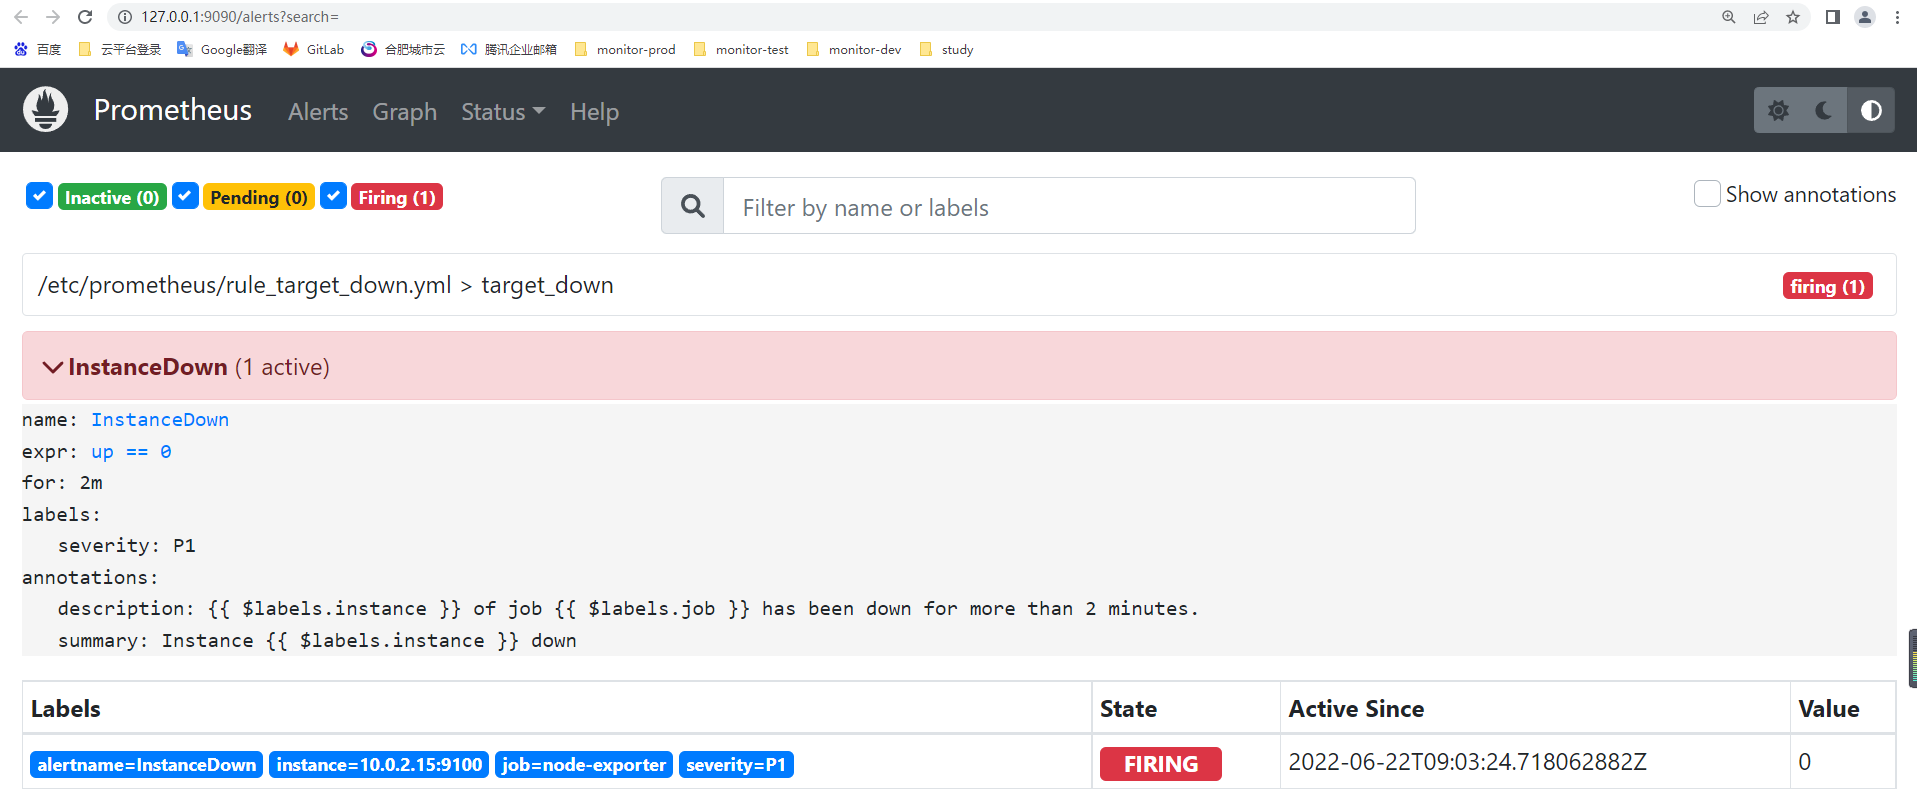 127.0.0.1:9090/alerts?search=
百度 云平台登录 Google翻译 GitLab 合肥城市云 腾讯企业邮箱 monitor-prod monitor-test monitor-dev study
Prometheus Alerts Graph Status Help
Inactive (0) Pending (0) Firing (1) Filter by name or labels Show annotations
/etc/prometheus/rule_target_down.yml > target_down firing (1)
InstanceDown (1 active)
name: InstanceDown
expr: up == 0
for: 2m
labels:
severity: P1
annotations:
description: {{ $labels.instance }} of job {{ $labels.job }} has been down for more than 2 minutes.
summary: Instance {{ $labels.instance }} down
Labels State Active Since Value
alertname=InstanceDown instance=10.0.2.15:9100 job=node-exporter severity=P1 FIRING 2022-06-22T09:03:24.718062882Z 0